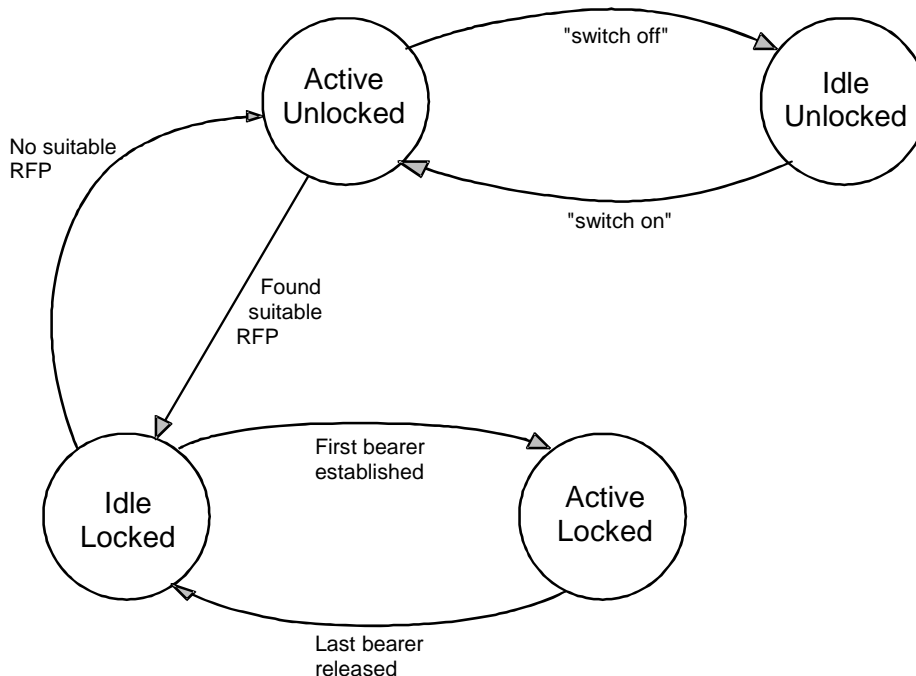 "switch off"
Active
Unlocked
Idle
Unlocked
No suitable
RFP
"switch on"
Found
suitable
RFP
First bearer
established
Idle
Locked
Active
Locked
Last bearer
released